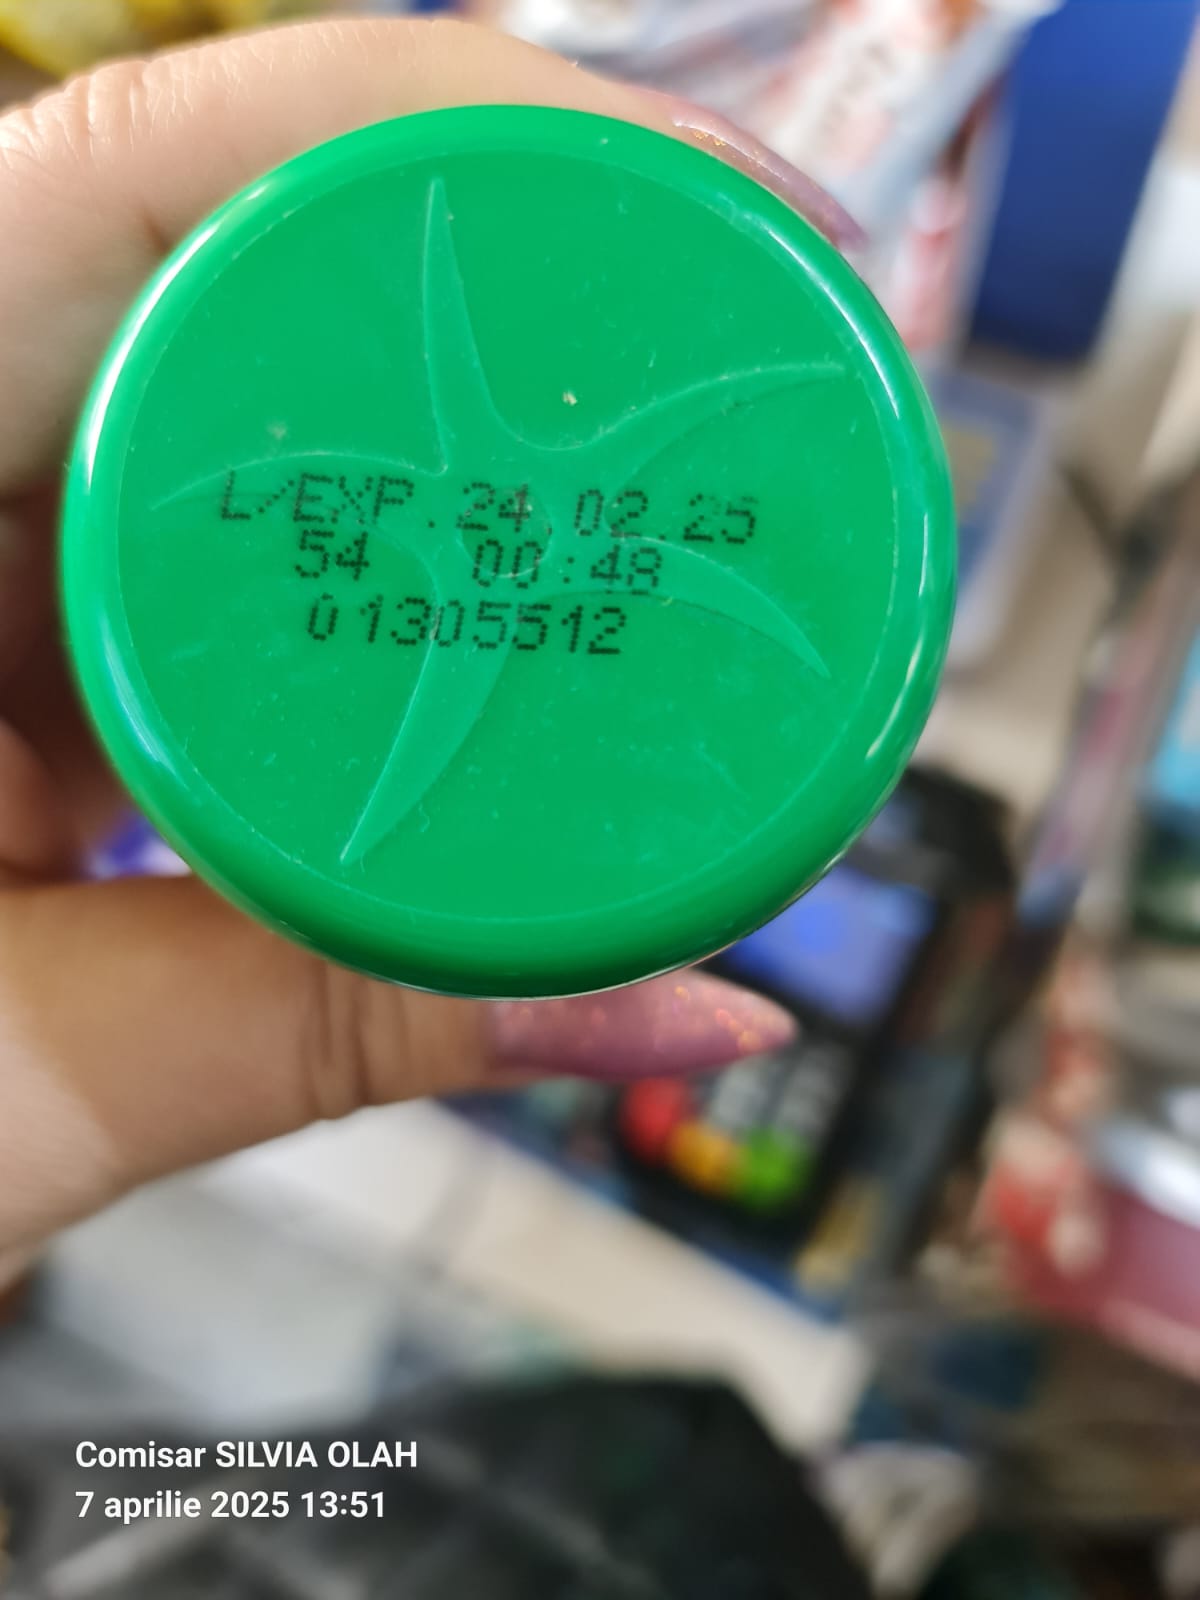 L/EXP.24.02.25
54 00:48
01305512
Comisar SILVIA OLAH
7 aprilie 2025 13:51